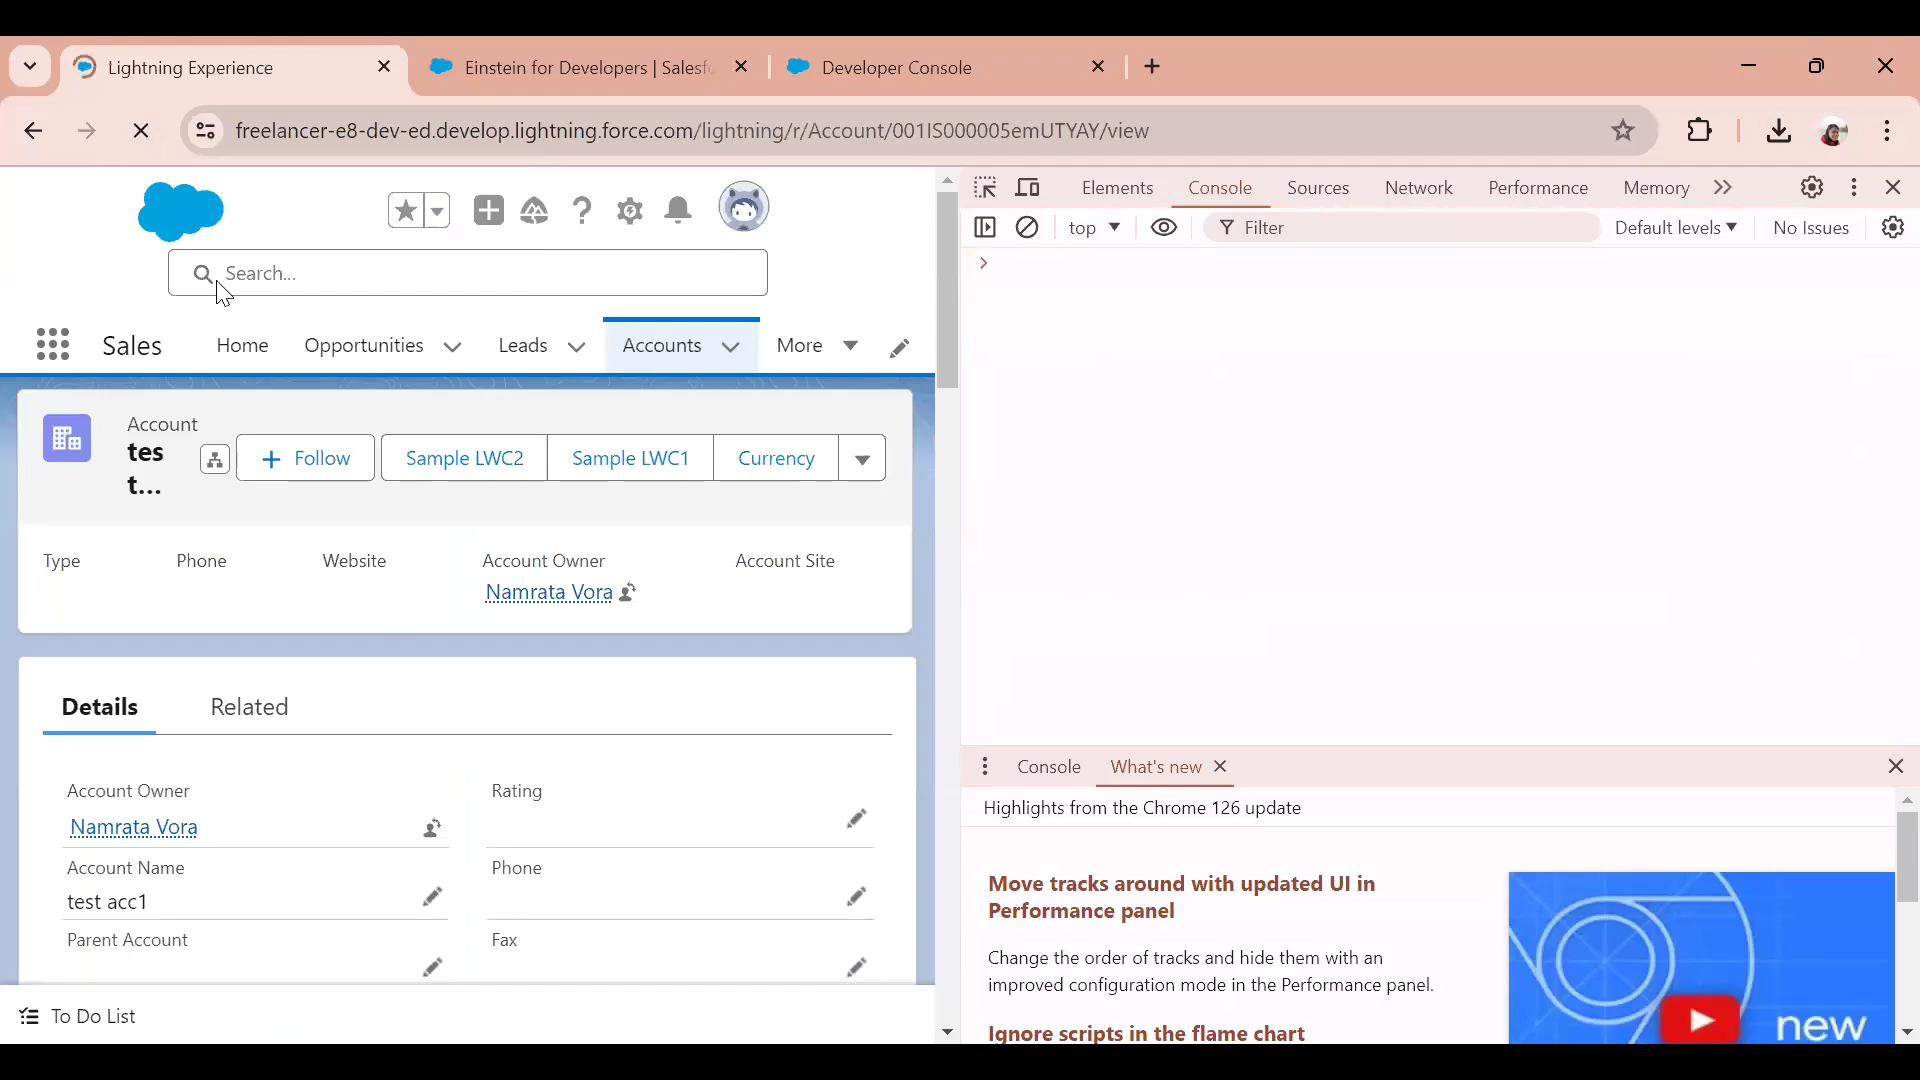 Lightning Experience
Einstein for Developers | Salesfo
Developer Console
freelancer-e8-dev-ed.develop.lightning.force.com/lightning/r/Account/001IS000005emUTYAY/view
Search...
Sales
Home
Opportunities
Leads
Accounts
More
Account
tes
t...
Follow
Sample LWC2
Sample LWC1
Currency
Type
Phone
Website
Account Owner
Account Site
Namrata Vora
Details
Related
Account Owner
Namrata Vora
Rating
Account Name
test acc1
Phone
Parent Account
Fax
To Do List
Elements
Console
Sources
Network
Performance
Memory
top
Filter
Default levels
No Issues
Console
What's new
Highlights from the Chrome 126 update
Move tracks around with updated UI in
Performance panel
Change the order of tracks and hide them with an
improved configuration mode in the Performance panel.
Ignore scripts in the flame chart
new